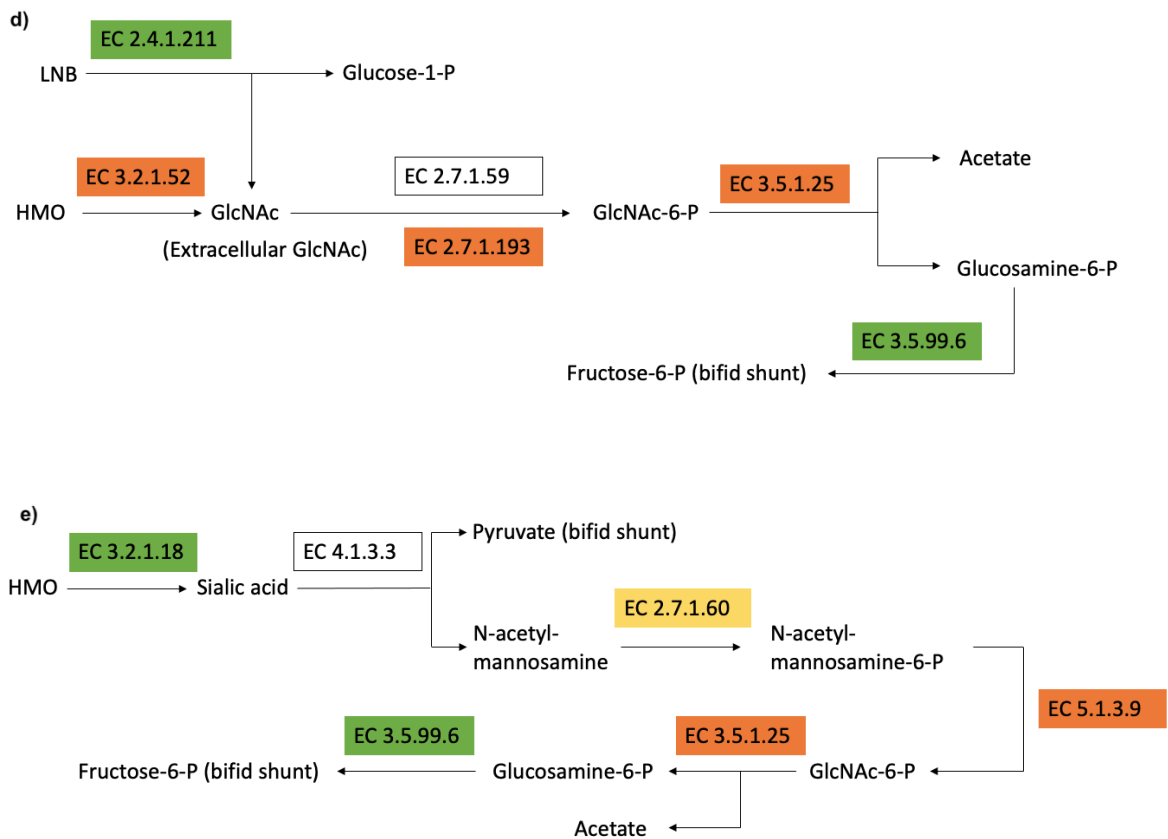 d)
EC 2.4.1.211
LNB
Glucose-1-P
EC 3.2.1.52
EC 2.7.1.59
EC 3.5.1.25
Acetate
HMO
GlcNAc
GlcNAc-6-P
(Extracellular GlcNAc)
EC 2.7.1.193
Glucosamine-6-P
EC 3.5.99.6
Fructose-6-P (bifid shunt)
e)
EC 3.2.1.18
EC 4.1.3.3
Pyruvate (bifid shunt)
HMO
Sialic acid
EC 2.7.1.60
N-acetyl-
mannosamine
N-acetyl-
mannosamine-6-P
EC 5.1.3.9
EC 3.5.99.6
EC 3.5.1.25
Fructose-6-P (bifid shunt)
Glucosamine-6-P
GlcNAc-6-P
Acetate